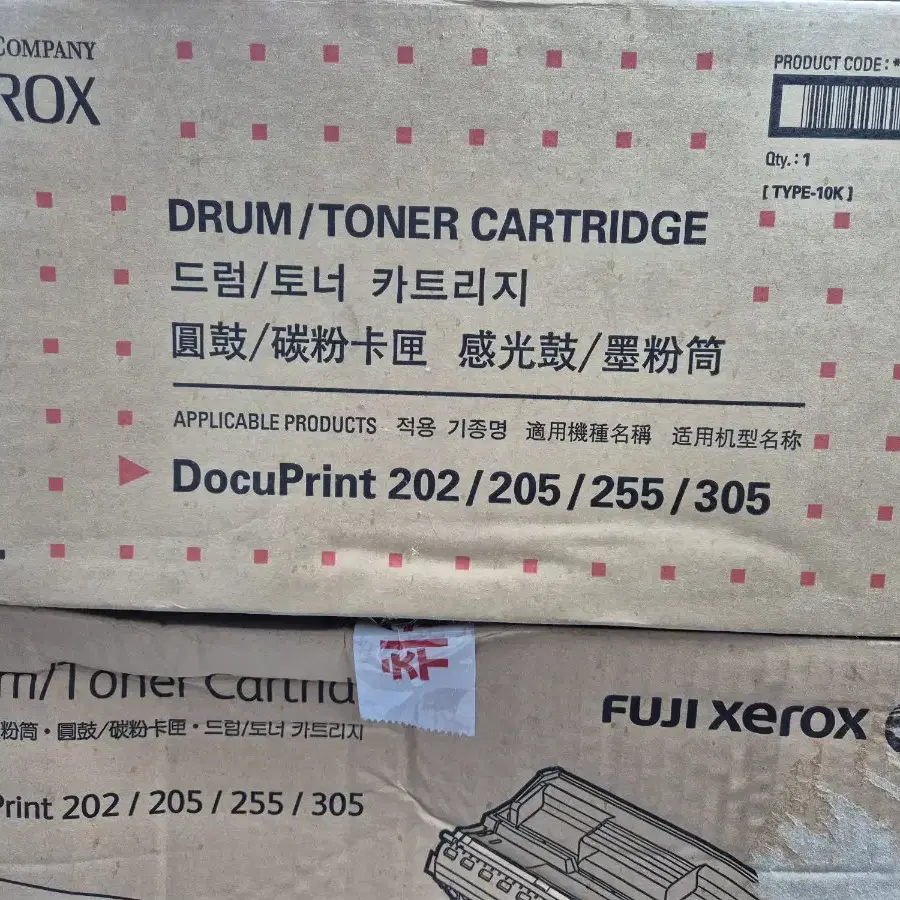 COMPANY
ROX
PRODUCT CODE : *
Qty. : 1
[ TYPE-10K ]
DRUM/TONER CARTRIDGE
드럼/토너 카트리지
圓鼓/碳粉卡匣 感光鼓/墨粉筒
APPLICABLE PRODUCTS 적용 기종명 適用機種名稱 适用机型名称
DocuPrint 202/205/255/305
m/Toner Cartrid
粉筒・圓鼓/碳粉卡匣・드럼/토너 카트리지
Print 202 / 205 / 255 / 305
FUJI xerox